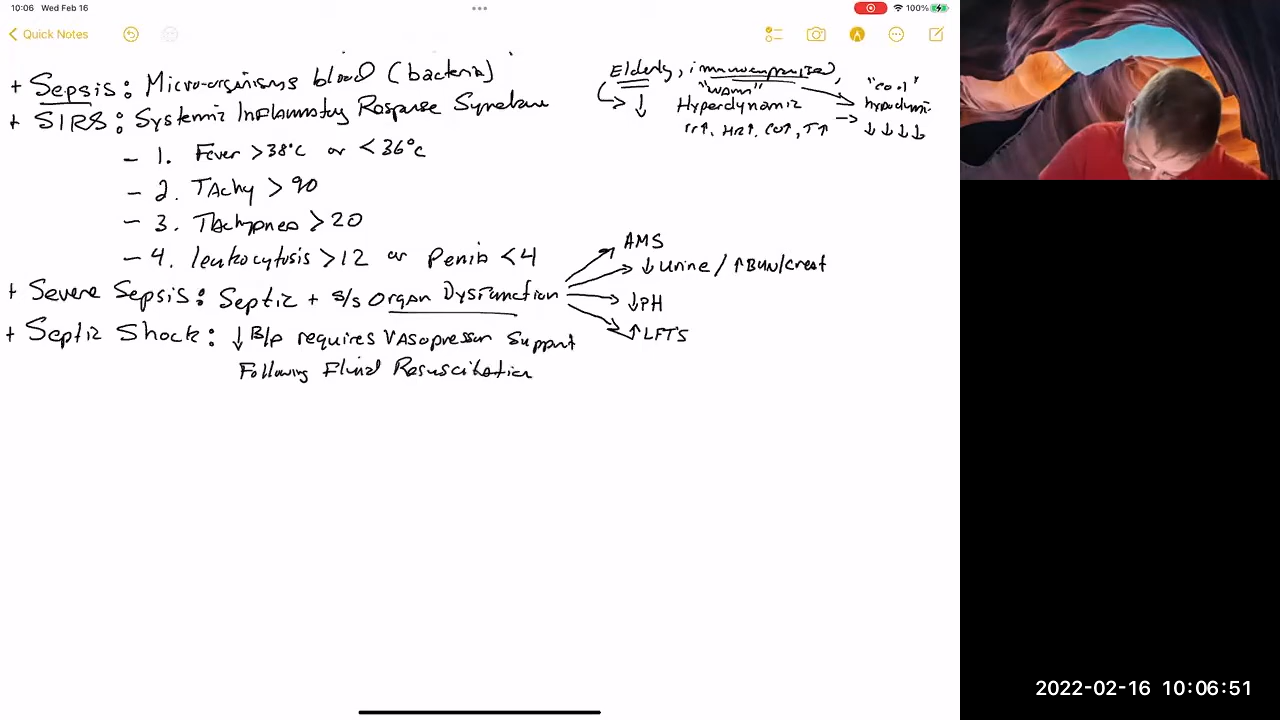 10:06 Wed Feb 16
100%
Quick Notes
+ Sepsis: Micro-organisms blood (bacteria)
+ SIRS: Systemic Inflammatory Response Syndrome
- 1. Fever >38°C or <36°C
- 2. TAchy > 90
- 3. TAchypnea > 20
- 4. leukocytosis >12 or penia <4
+ Severe Sepsis: Septic + s/s Organ Dysfunction
AMS
↓ Urine / ↑ BUN/creat
↓ PH
↑ LFTS
+ Septic Shock: ↓ B/p requires VAsopressor Support
Following Fluid Resuscitation
Elderly, immunocompromised,
↓
"warm"
Hyperdynamic
HR↑, CO↑, T↑
"cool"
→ ↓ ↓ ↓ ↓
2022-02-16 10:06:51